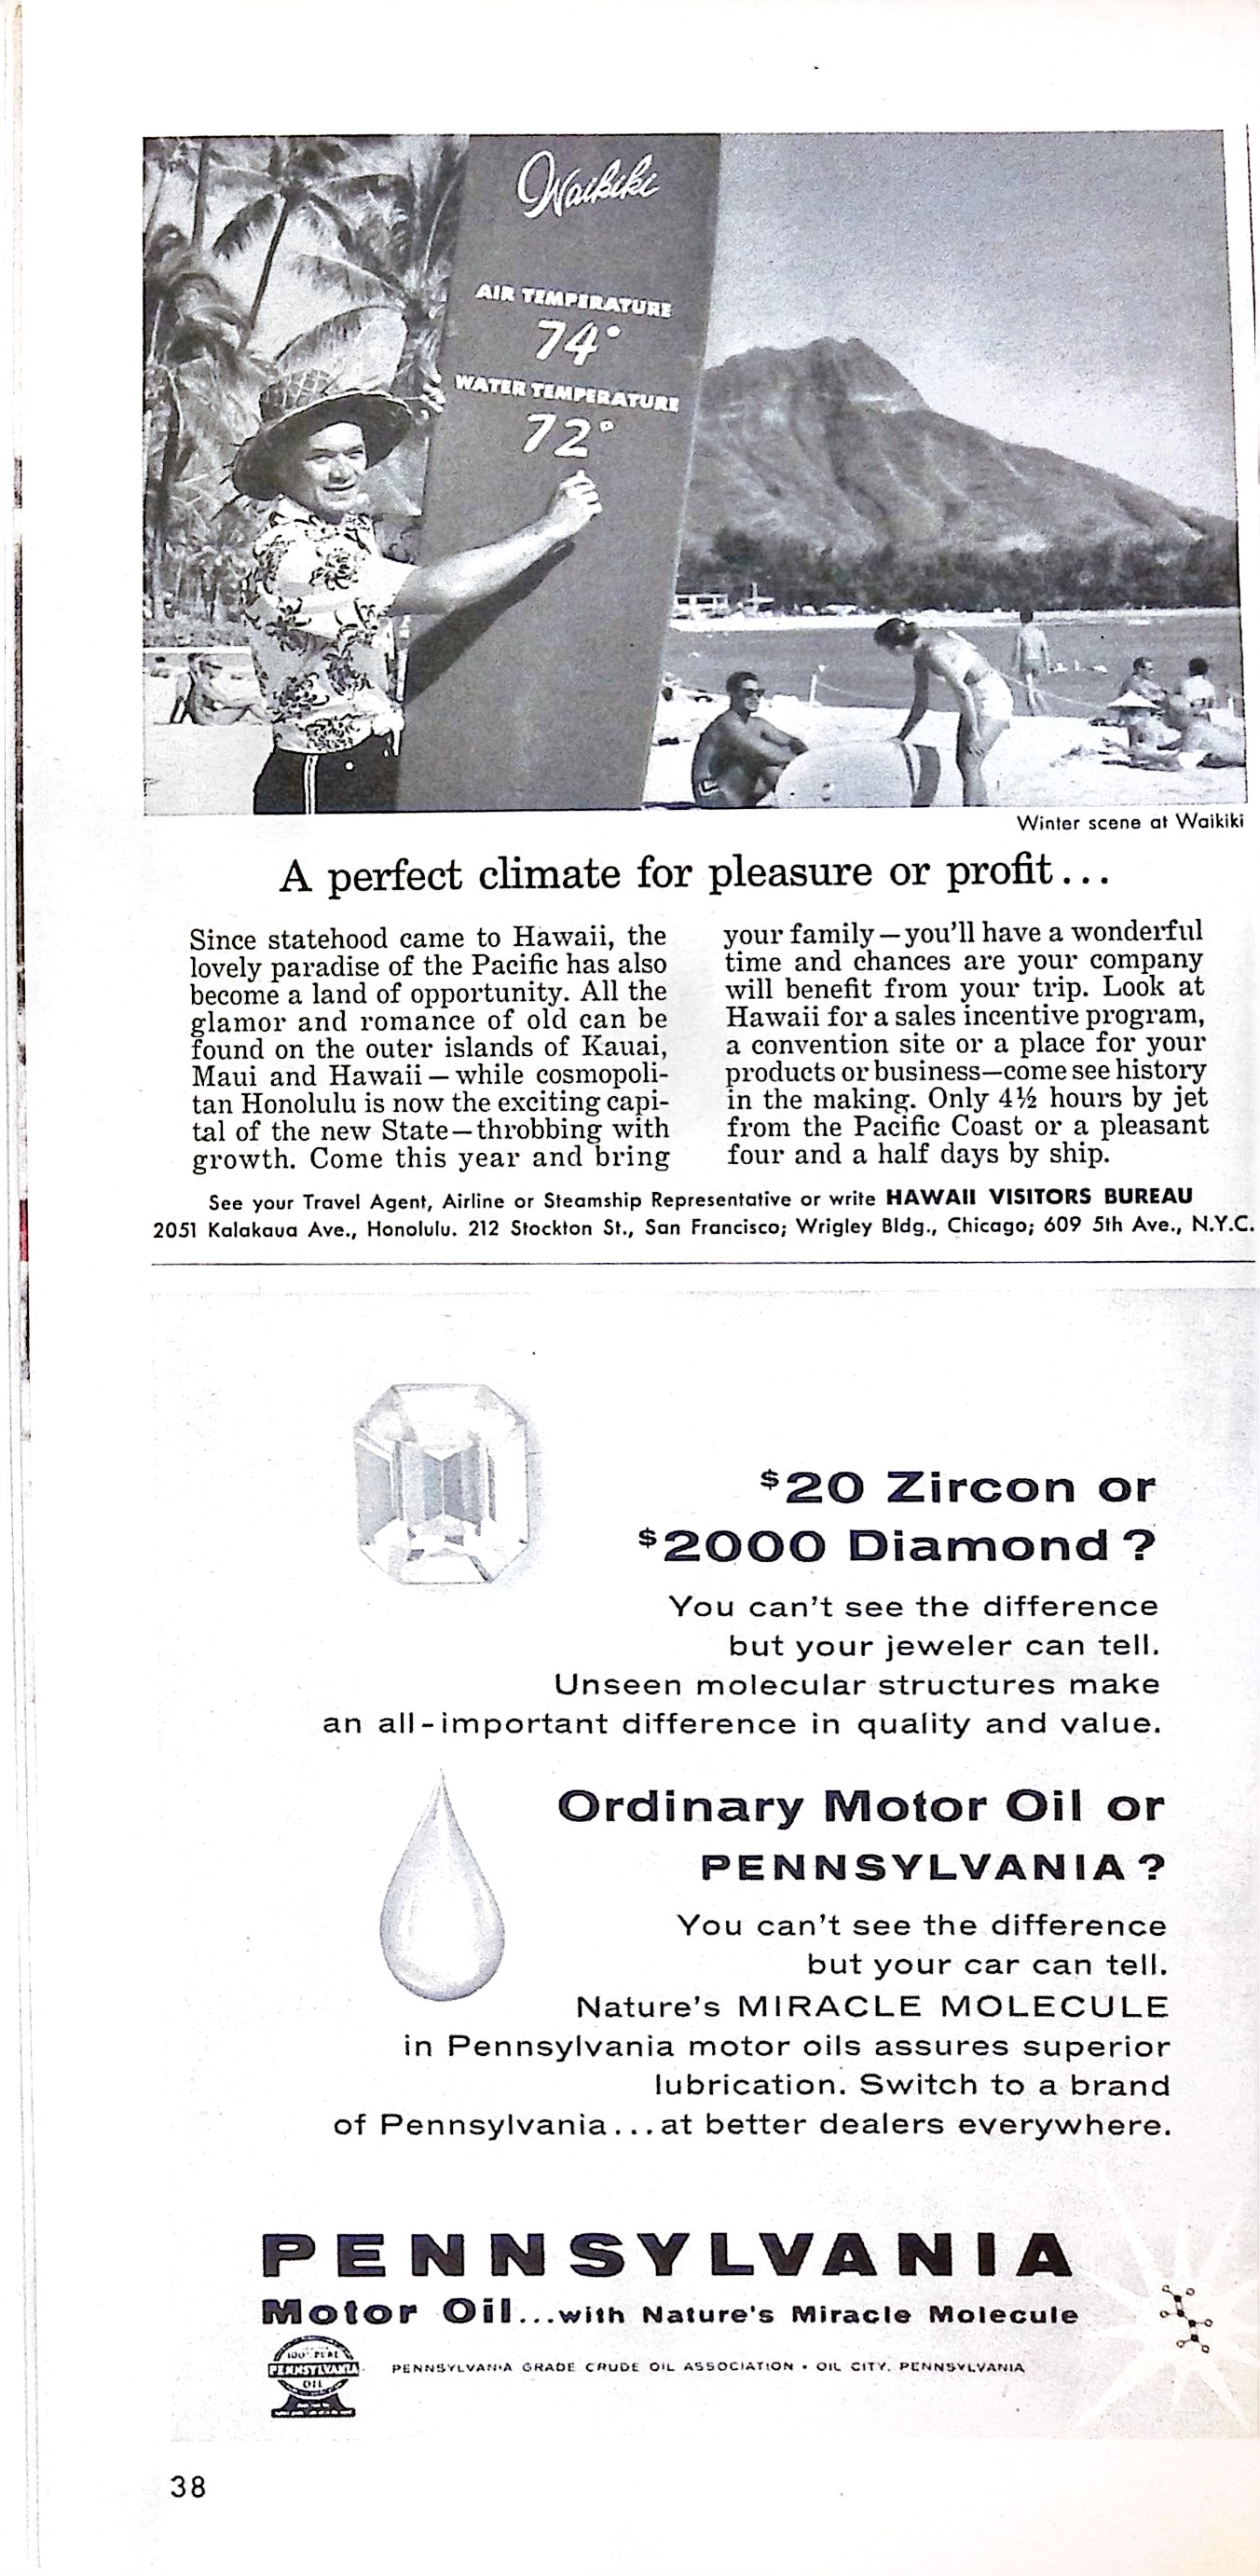 Waikiki
AIR TEMPERATURE
74°
WATER TEMPERATURE
72°
Winter scene at Waikiki
A perfect climate for pleasure or profit...
Since statehood came to Hawaii, the
lovely paradise of the Pacific has also
become a land of opportunity. All the
glamor and romance of old can be
found on the outer islands of Kauai,
Maui and Hawaii—while cosmopoli-
tan Honolulu is now the exciting capi-
tal of the new State—throbbing with
growth. Come this year and bring
your family—you'll have a wonderful
time and chances are your company
will benefit from your trip. Look at
Hawaii for a sales incentive program,
a convention site or a place for your
products or business—come see history
in the making. Only 4½ hours by jet
from the Pacific Coast or a pleasant
four and a half days by ship.
See your Travel Agent, Airline or Steamship Representative or write HAWAII VISITORS BUREAU
2051 Kalakaua Ave., Honolulu. 212 Stockton St., San Francisco; Wrigley Bldg., Chicago; 609 5th Ave., N.Y.C.
$20 Zircon or
$2000 Diamond?
You can't see the difference
but your jeweler can tell.
Unseen molecular structures make
an all-important difference in quality and value.
Ordinary Motor Oil or
PENNSYLVANIA?
You can't see the difference
but your car can tell.
Nature's MIRACLE MOLECULE
in Pennsylvania motor oils assures superior
lubrication. Switch to a brand
of Pennsylvania...at better dealers everywhere.
PENNSYLVANIA
Motor Oil...with Nature's Miracle Molecule
100% PURE
PENNSYLVANIA
OIL
PENNSYLVANIA GRADE CRUDE OIL ASSOCIATION • OIL CITY, PENNSYLVANIA
38